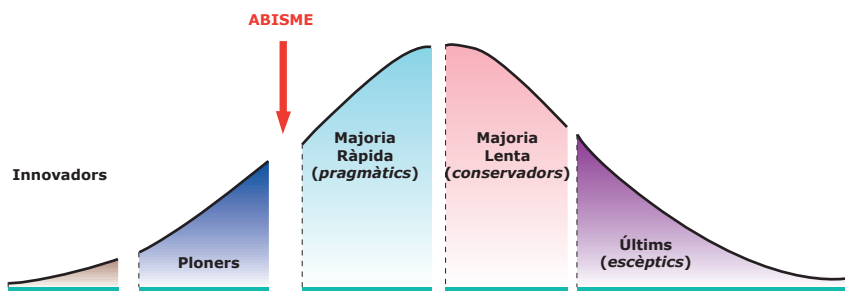 ABISME
Innovadors
Ploners
Majoria
Ràpida
(pragmàtics)
Majoria
Lenta
(conservadors)
Últims
(escèptics)